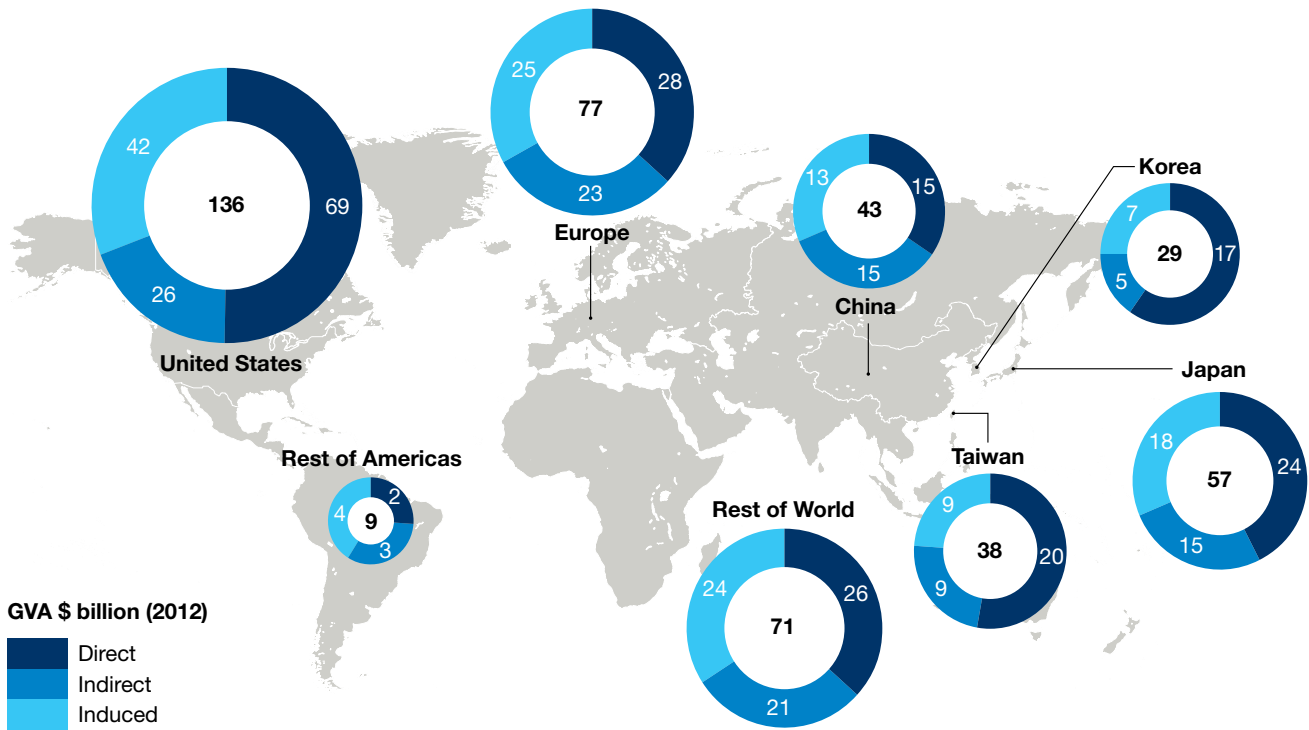 42
136
69
26
United States
25
28
77
23
Europe
13
15
43
15
China
Korea
7
29
17
5
Japan
18
24
57
15
Taiwan
9
38
20
9
Rest of World
24
26
71
21
Rest of Americas
2
4
9
3
GVA $ billion (2012)
Direct
Indirect
Induced